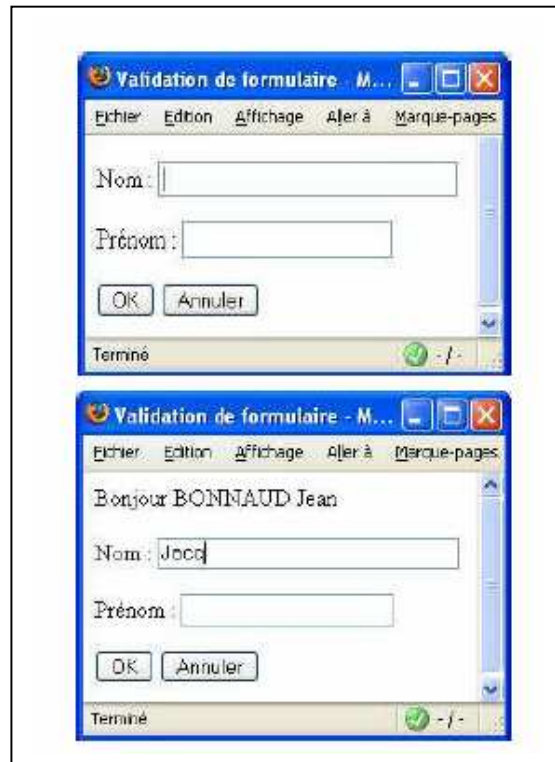 Validation de formulaire - M...
Fichier Edition Affichage Aller à Marque-pages
Nom :
Prénom :
OK Annuler
Terminé - / -
Validation de formulaire - M...
Fichier Edition Affichage Aller à Marque-pages
Bonjour BONNAUD Jean
Nom :
Prénom :
OK Annuler
Terminé - / -